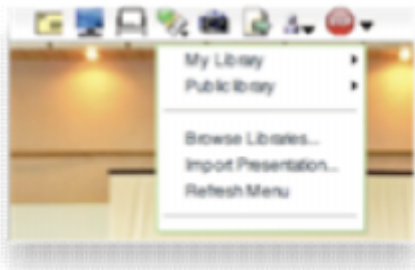 My Library
Public library
Browse Libraries...
Import Presentation...
Refresh Menu